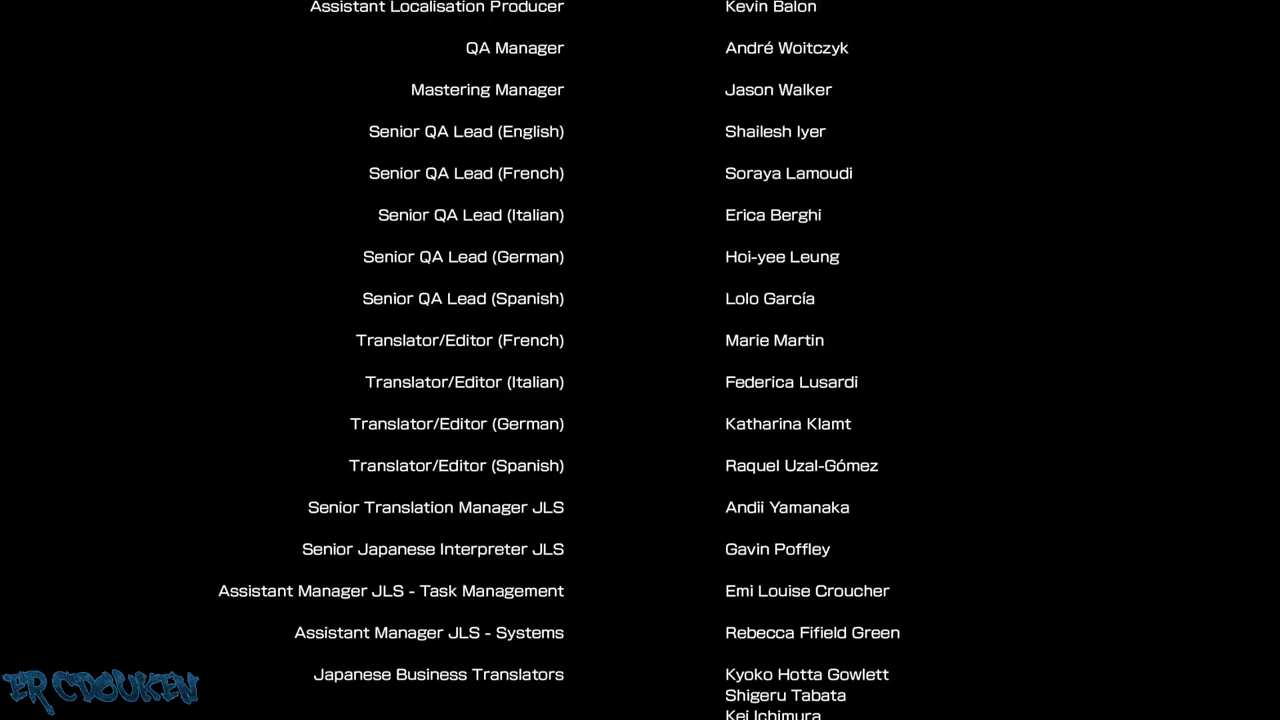 Assistant Localisation Producer Kevin Balon
QA Manager André Woitczyk
Mastering Manager Jason Walker
Senior QA Lead (English) Shailesh Iyer
Senior QA Lead (French) Soraya Lamoudi
Senior QA Lead (Italian) Erica Berghi
Senior QA Lead (German) Hoi-yee Leung
Senior QA Lead (Spanish) Lolo García
Translator/Editor (French) Marie Martin
Translator/Editor (Italian) Federica Lusardi
Translator/Editor (German) Katharina Klamt
Translator/Editor (Spanish) Raquel Uzal-Gómez
Senior Translation Manager JLS Andii Yamanaka
Senior Japanese Interpreter JLS Gavin Poffley
Assistant Manager JLS - Task Management Emi Louise Croucher
Assistant Manager JLS - Systems Rebecca Fifield Green
Japanese Business Translators Kyoko Hotta Gowlett
Shigeru Tabata
Kei Ichimura
ER CDOUKEN